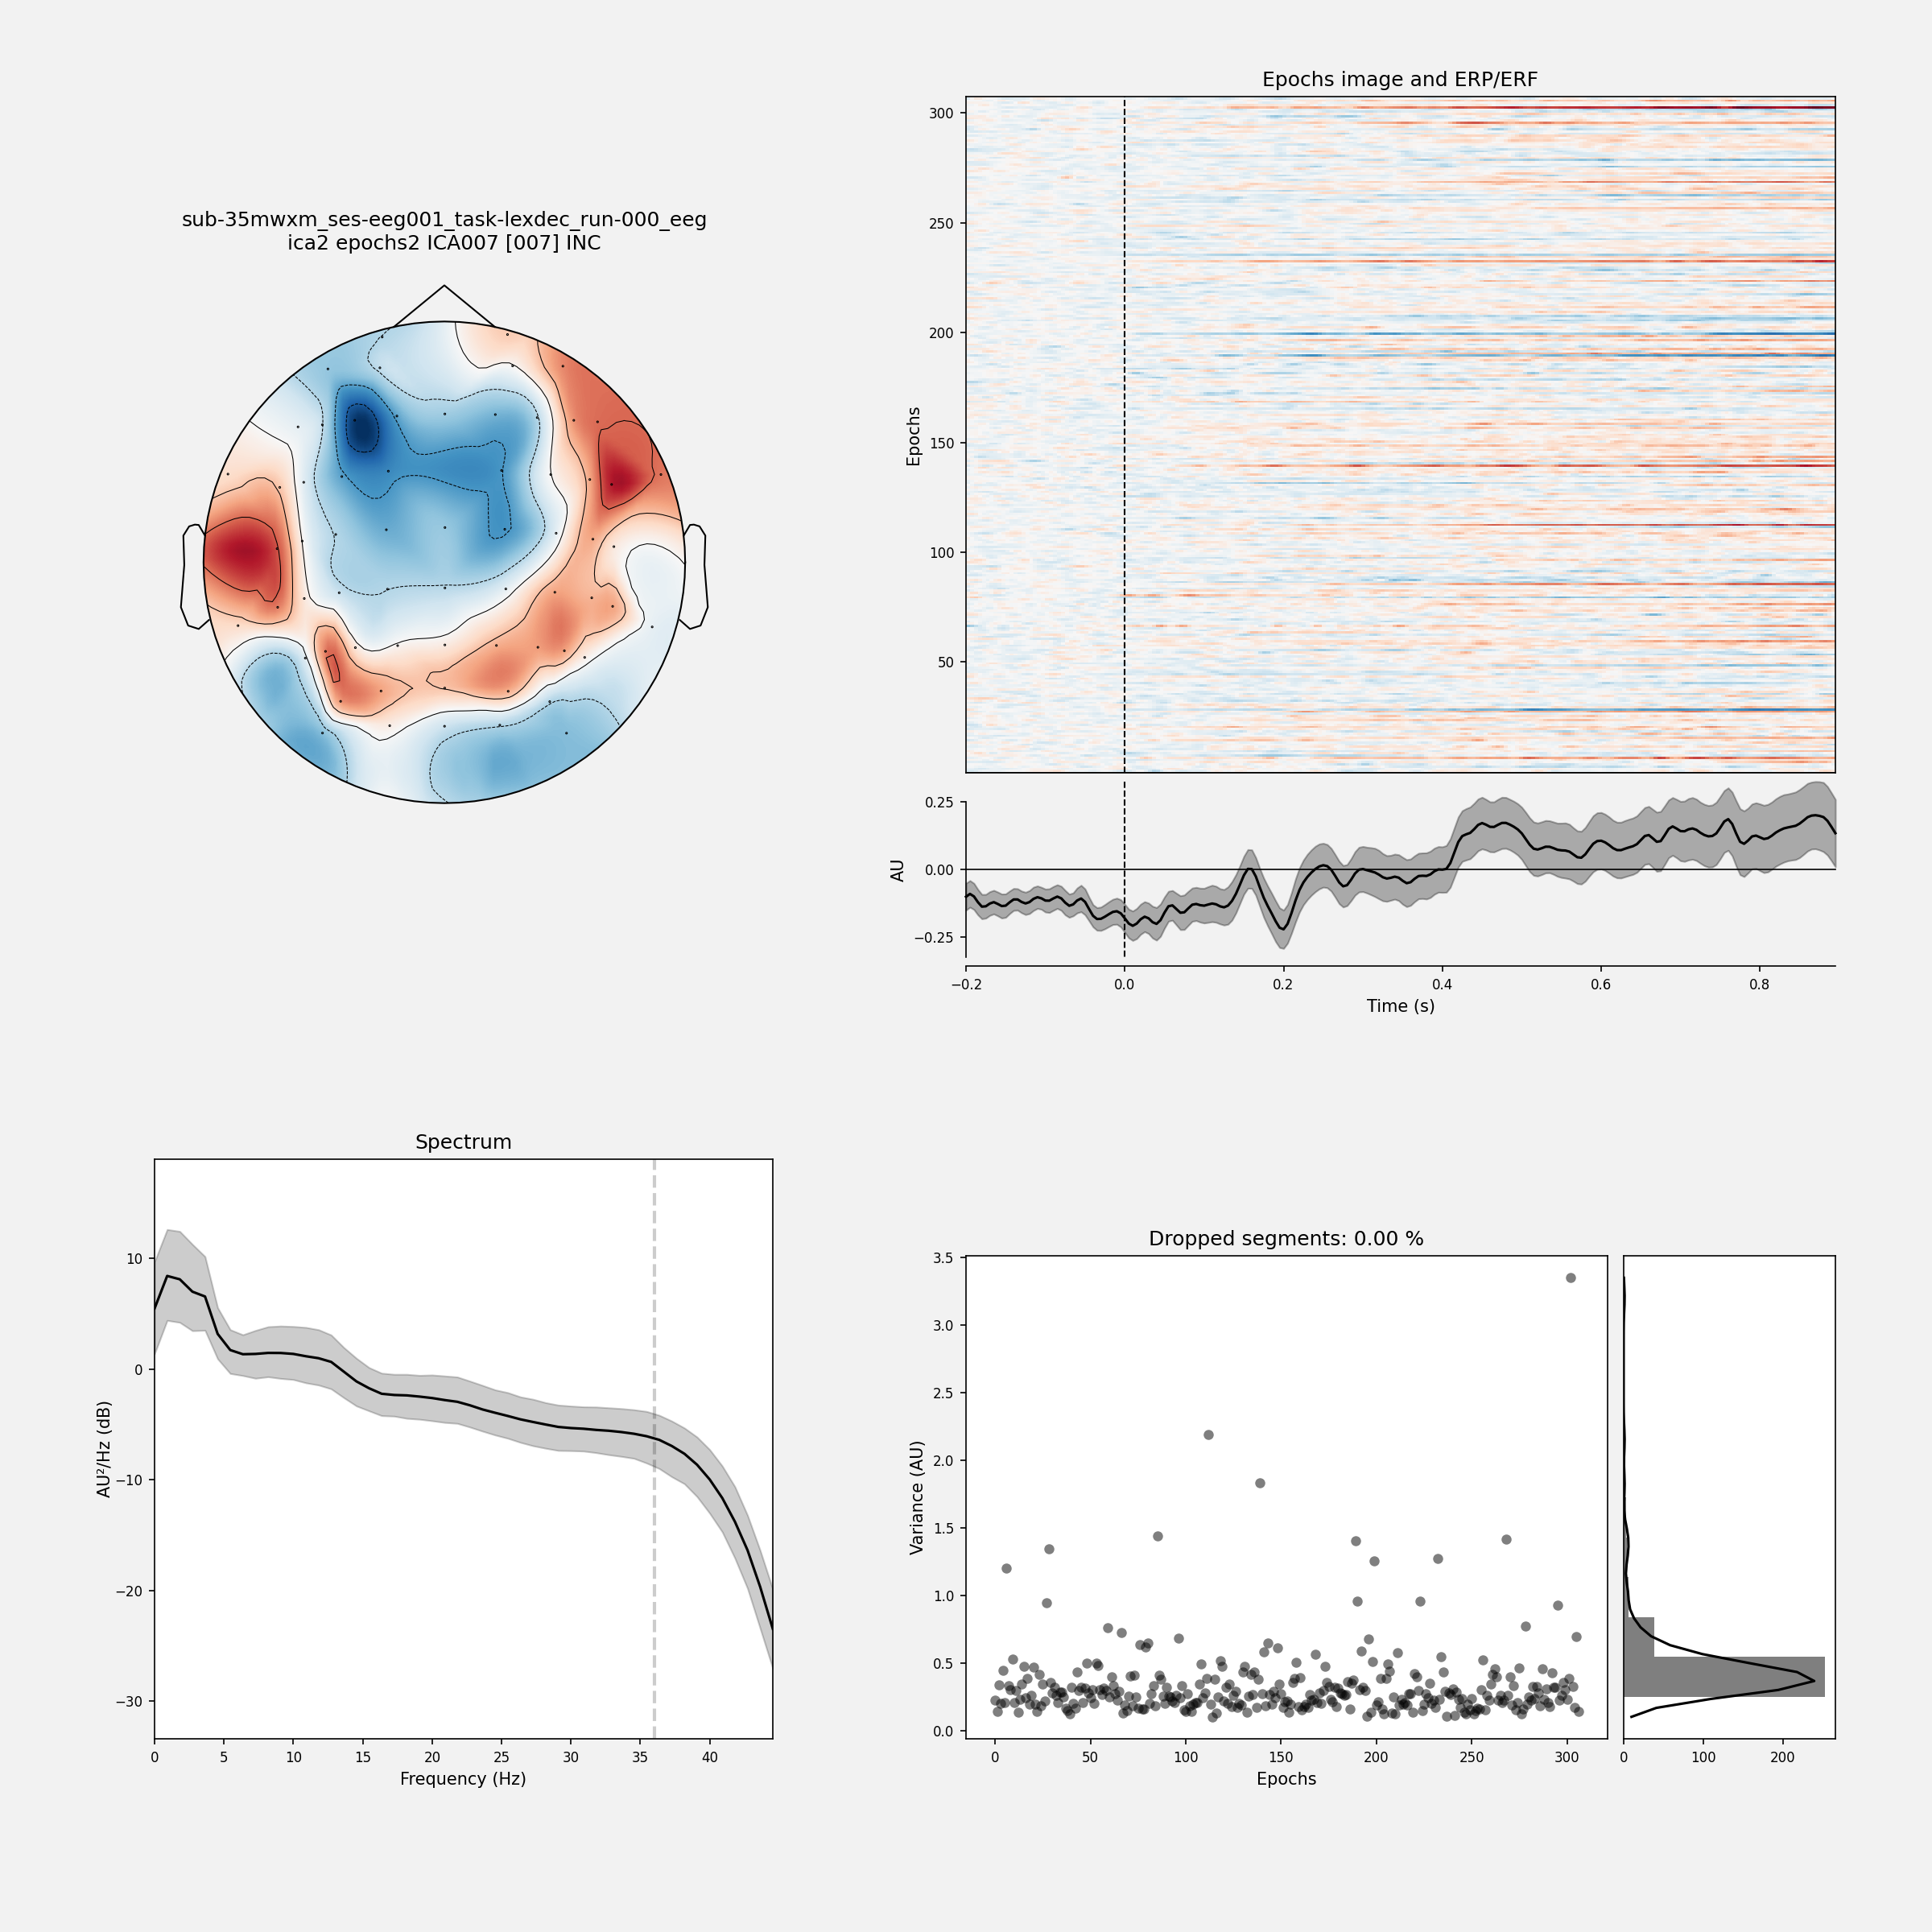 sub-35mwxm_ses-eeg001_task-lexdec_run-000_eeg
ica2 epochs2 ICA007 [007] INC
Epochs image and ERP/ERF
Epochs
300
250
200
150
100
50
AU
0.25
0.00
−0.25
−0.2 0.0 0.2 0.4 0.6 0.8
Time (s)
Spectrum
AU²/Hz (dB)
10
0
−10
−20
−30
0 5 10 15 20 25 30 35 40
Frequency (Hz)
Dropped segments: 0.00 %
Variance (AU)
3.5
3.0
2.5
2.0
1.5
1.0
0.5
0.0
0 50 100 150 200 250 300
Epochs
0 100 200